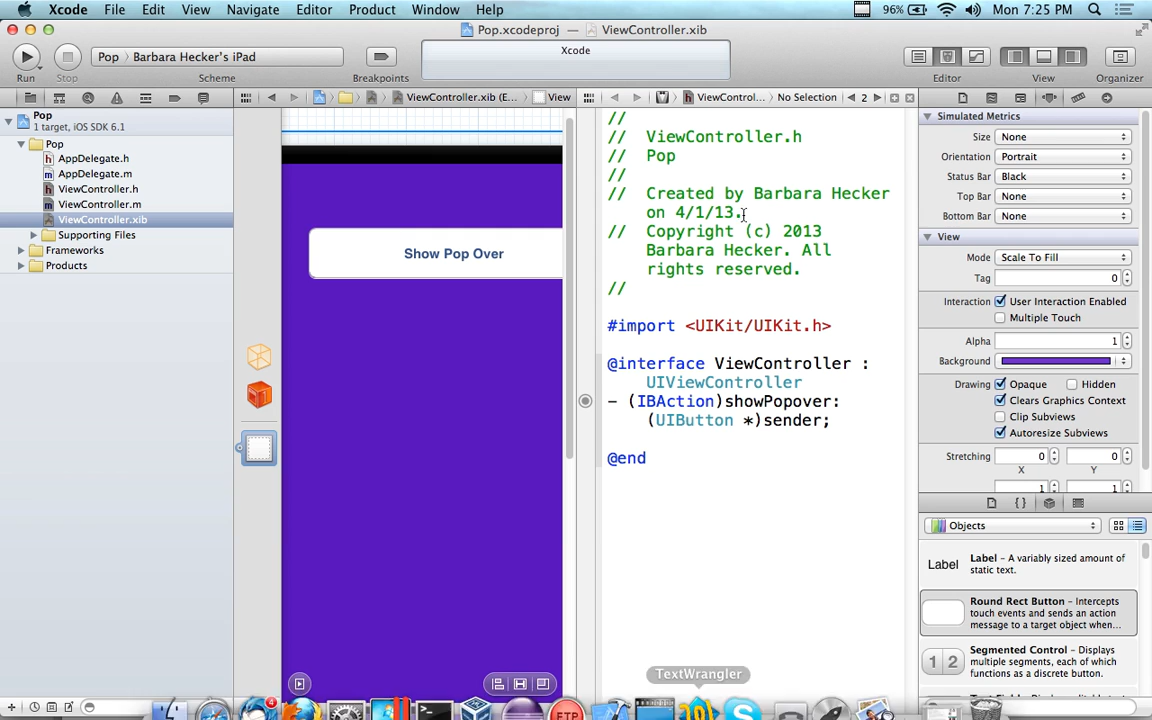 Xcode File Edit View Navigate Editor Product Window Help 96% Mon 7:25 PM
Pop.xcodeproj — ViewController.xib
Pop Barbara Hecker's iPad
Xcode
Run Stop Scheme Breakpoints Editor View Organizer
ViewController.xib (E... View ViewControl... No Selection 2
Pop
1 target, iOS SDK 6.1
Pop
AppDelegate.h
AppDelegate.m
ViewController.h
ViewController.m
ViewController.xib
Supporting Files
Frameworks
Products
Show Pop Over
//
// ViewController.h
// Pop
//
// Created by Barbara Hecker
on 4/1/13.
// Copyright (c) 2013
Barbara Hecker. All
rights reserved.
//
#import <UIKit/UIKit.h>
@interface ViewController :
UIViewController
- (IBAction)showPopover:
(UIButton *)sender;
@end
Simulated Metrics
Size None
Orientation Portrait
Status Bar Black
Top Bar None
Bottom Bar None
View
Mode Scale To Fill
Tag 0
Interaction User Interaction Enabled
Multiple Touch
Alpha 1
Background
Drawing Opaque Hidden
Clears Graphics Context
Clip Subviews
Autoresize Subviews
Stretching 0 0
X Y
1 1
{}
Objects
Label Label – A variably sized amount of
static text.
Round Rect Button – Intercepts
touch events and sends an action
message to a target object when...
1 2 Segmented Control – Displays
multiple segments, each of which
functions as a discrete button.
TextWrangler
4
FTP